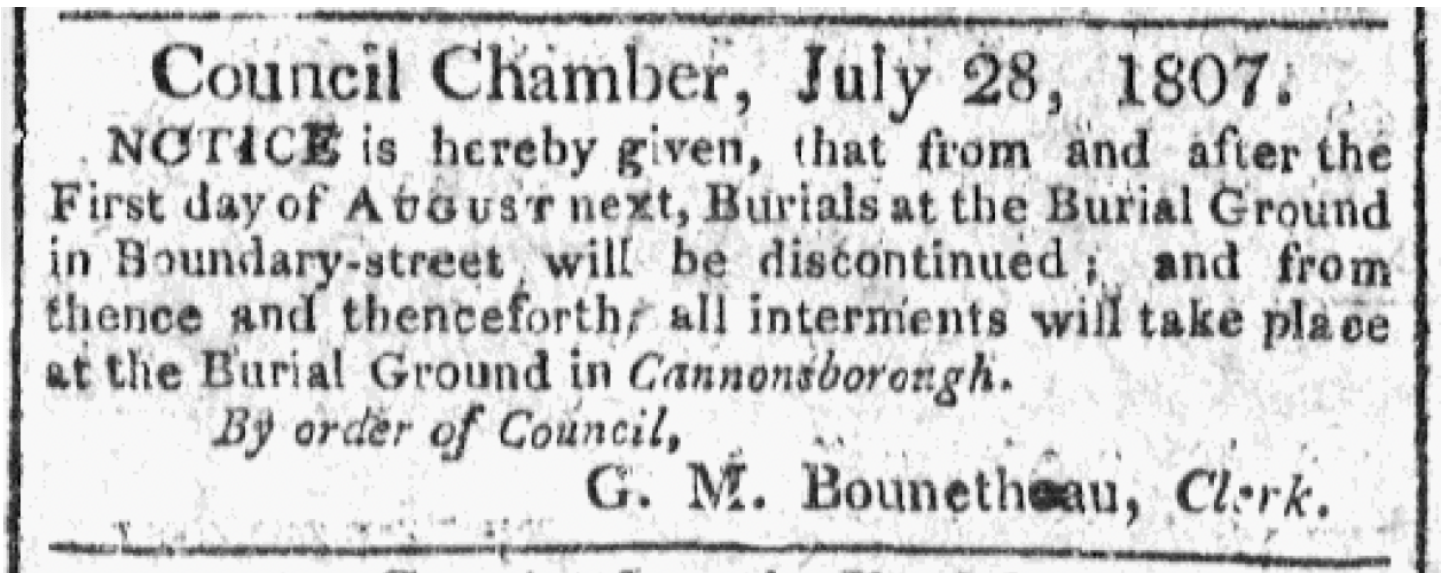 Council Chamber, July 28, 1807.
NOTICE is hereby given, that from and after the
First day of AUGUST next, Burials at the Burial Ground
in Boundary-street will be discontinued; and from
thence and thenceforth, all interments will take place
at the Burial Ground in Cannonsborough.
By order of Council,
G. M. Bounetheau, Clerk.